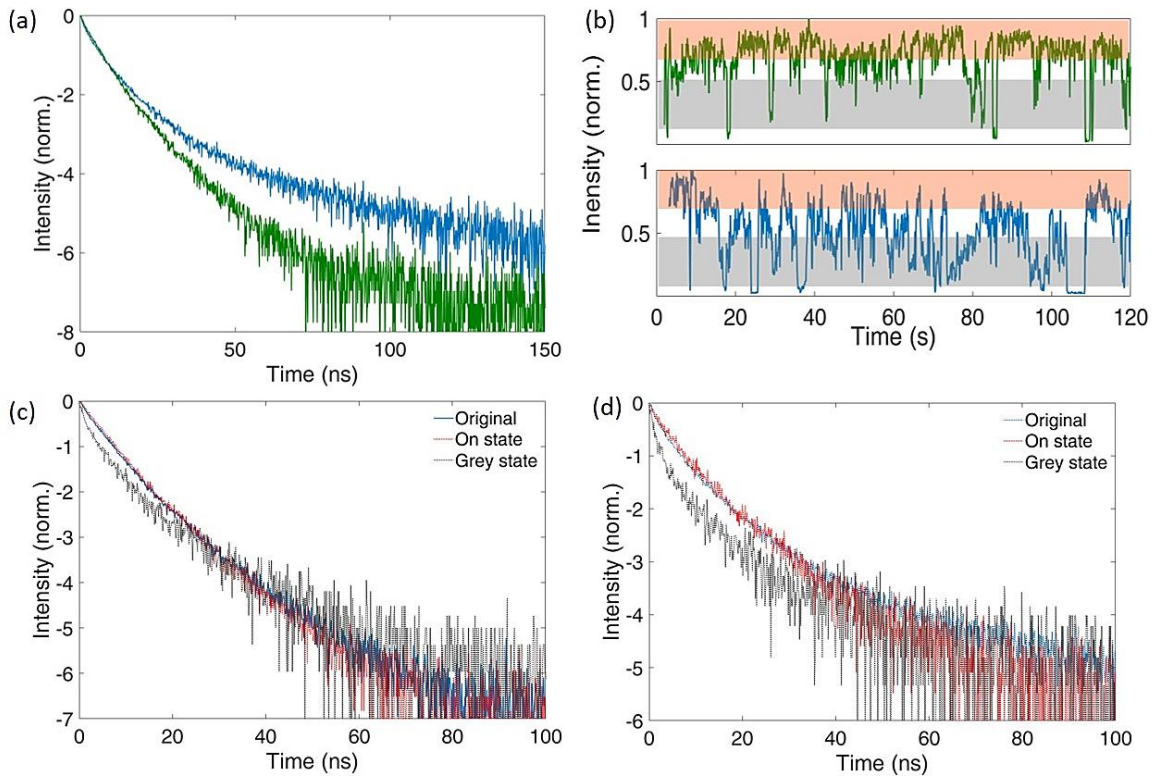 (a)
0
-2
-4
-6
-8
Intensity (norm.)
0 50 100 150
Time (ns)
(b)
1
0.5
1
0.5
Inensity (norm.)
0 20 40 60 80 100 120
Time (s)
(c)
0
-1
-2
-3
-4
-5
-6
-7
Intensity (norm.)
Original
On state
Grey state
0 20 40 60 80 100
Time (ns)
(d)
0
-1
-2
-3
-4
-5
-6
Intensity (norm.)
Original
On state
Grey state
0 20 40 60 80 100
Time (ns)